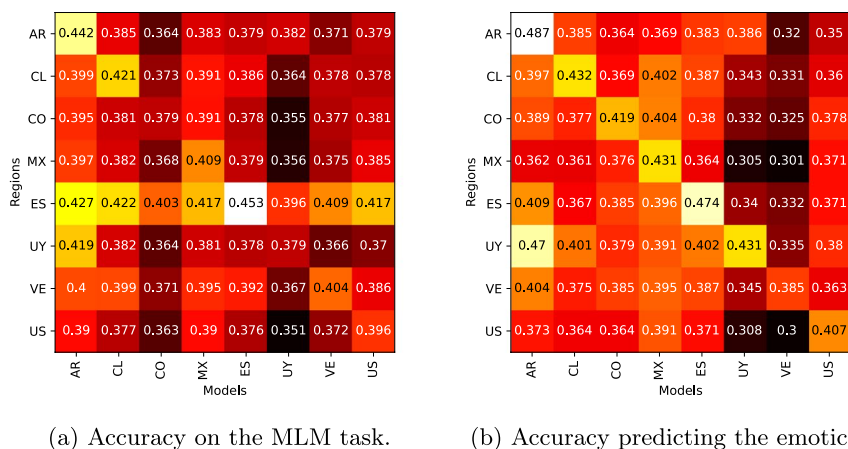 AR 0.442 0.385 0.364 0.383 0.379 0.382 0.371 0.379
CL 0.399 0.421 0.373 0.391 0.386 0.364 0.378 0.378
CO 0.395 0.381 0.379 0.391 0.378 0.355 0.377 0.381
MX 0.397 0.382 0.368 0.409 0.379 0.356 0.375 0.385
ES 0.427 0.422 0.403 0.417 0.453 0.396 0.409 0.417
UY 0.419 0.382 0.364 0.381 0.378 0.379 0.366 0.37
VE 0.4 0.399 0.371 0.395 0.392 0.367 0.404 0.386
US 0.39 0.377 0.363 0.39 0.376 0.351 0.372 0.396
AR CL CO MX ES UY VE US
Regions
Models
(a) Accuracy on the MLM task.
AR 0.487 0.385 0.364 0.369 0.383 0.386 0.32 0.35
CL 0.397 0.432 0.369 0.402 0.387 0.343 0.331 0.36
CO 0.389 0.377 0.419 0.404 0.38 0.332 0.325 0.378
MX 0.362 0.361 0.376 0.431 0.364 0.305 0.301 0.371
ES 0.409 0.367 0.385 0.396 0.474 0.34 0.332 0.371
UY 0.47 0.401 0.379 0.391 0.402 0.431 0.335 0.38
VE 0.404 0.375 0.385 0.395 0.387 0.345 0.385 0.363
US 0.373 0.364 0.364 0.391 0.371 0.308 0.3 0.407
AR CL CO MX ES UY VE US
Regions
Models
(b) Accuracy predicting the emotic